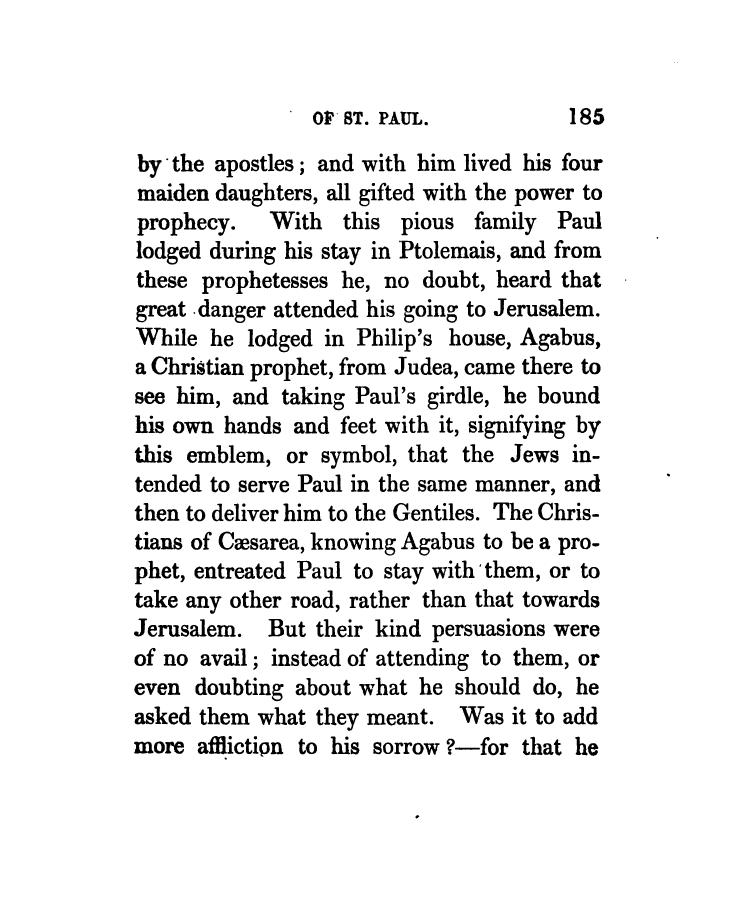 OF ST. PAUL. 185
by the apostles; and with him lived his four
maiden daughters, all gifted with the power to
prophecy. With this pious family Paul
lodged during his stay in Ptolemais, and from
these prophetesses he, no doubt, heard that
great danger attended his going to Jerusalem.
While he lodged in Philip's house, Agabus,
a Christian prophet, from Judea, came there to
see him, and taking Paul's girdle, he bound
his own hands and feet with it, signifying by
this emblem, or symbol, that the Jews in-
tended to serve Paul in the same manner, and
then to deliver him to the Gentiles. The Chris-
tians of Cæsarea, knowing Agabus to be a pro-
phet, entreated Paul to stay with them, or to
take any other road, rather than that towards
Jerusalem. But their kind persuasions were
of no avail; instead of attending to them, or
even doubting about what he should do, he
asked them what they meant. Was it to add
more affliction to his sorrow?—for that he